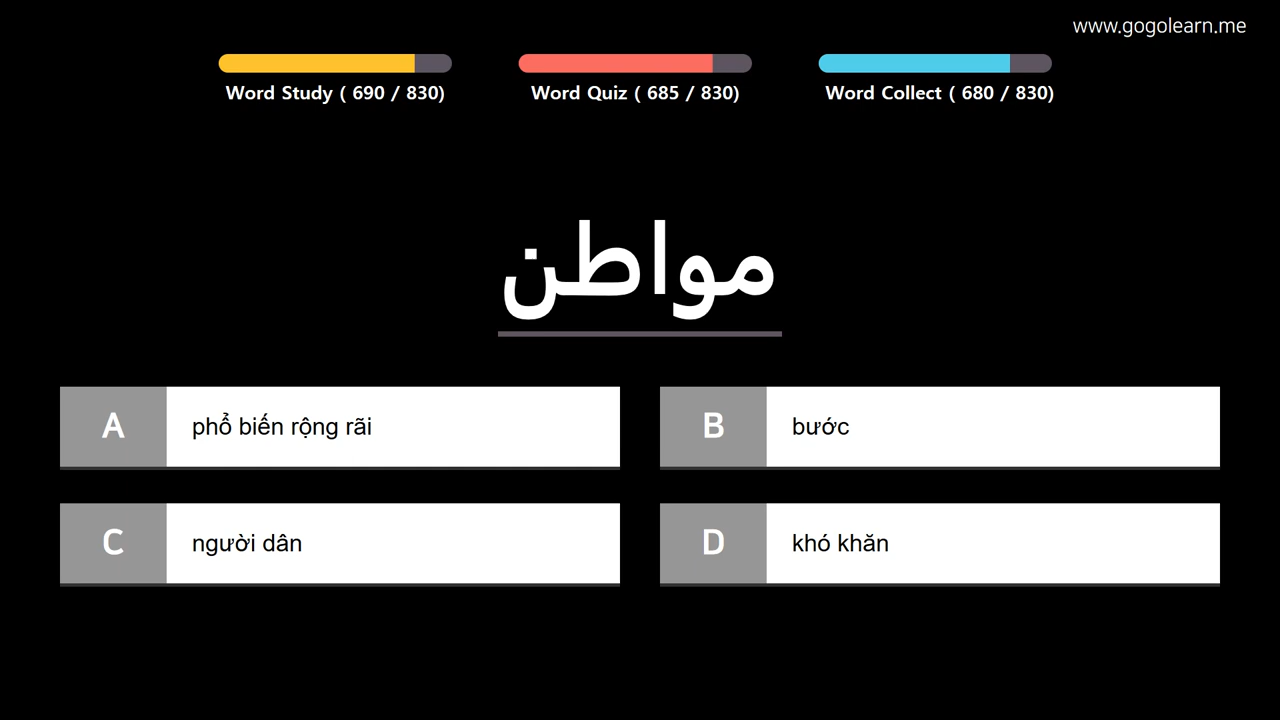 www.gogolearn.me
Word Study ( 690 / 830)
Word Quiz ( 685 / 830)
Word Collect ( 680 / 830)
مواطن
A
phổ biến rộng rãi
B
bước
C
người dân
D
khó khăn